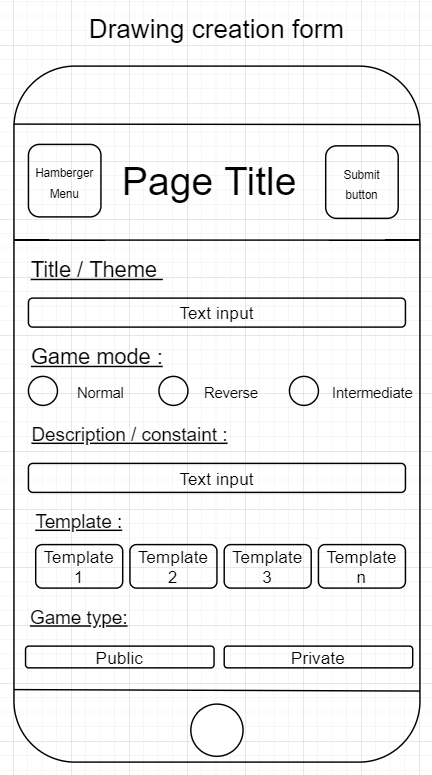 Drawing creation form
Hamberger
Menu
Page Title
Submit
button
Title / Theme
Text input
Game mode :
Normal Reverse Intermediate
Description / constaint :
Text input
Template :
Template
1
Template
2
Template
3
Template
n
Game type:
Public Private